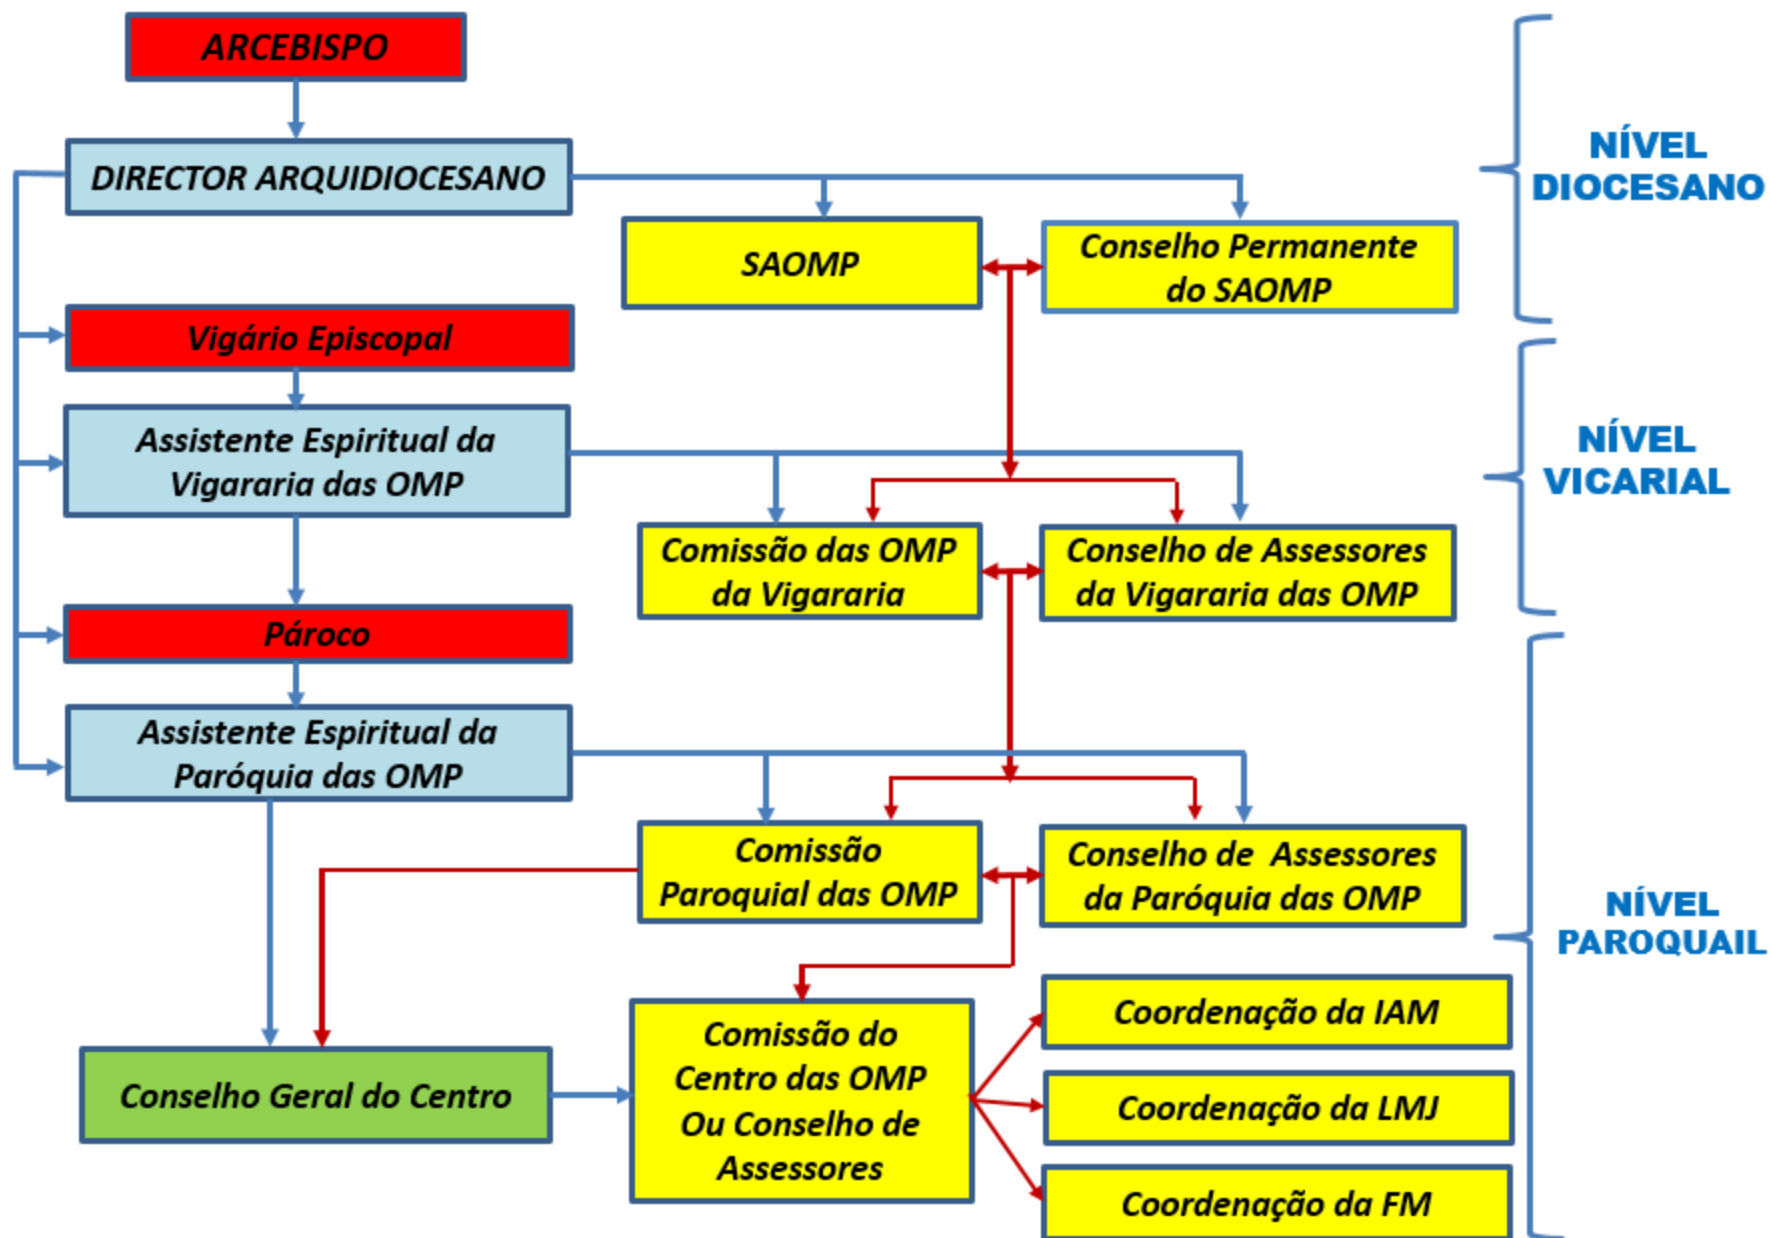 ARCEBISPO
DIRECTOR ARQUIDIOCESANO
NÍVEL
DIOCESANO
SAOMP
Conselho Permanente
do SAOMP
Vigário Episcopal
Assistente Espiritual da
Vigararia das OMP
NÍVEL
VICARIAL
Comissão das OMP
da Vigararia
Conselho de Assessores
da Vigararia das OMP
Pároco
Assistente Espiritual da
Paróquia das OMP
Comissão
Paroquial das OMP
Conselho de Assessores
da Paróquia das OMP
NÍVEL
PAROQUAIL
Conselho Geral do Centro
Comissão do
Centro das OMP
Ou Conselho de
Assessores
Coordenação da IAM
Coordenação da LMJ
Coordenação da FM